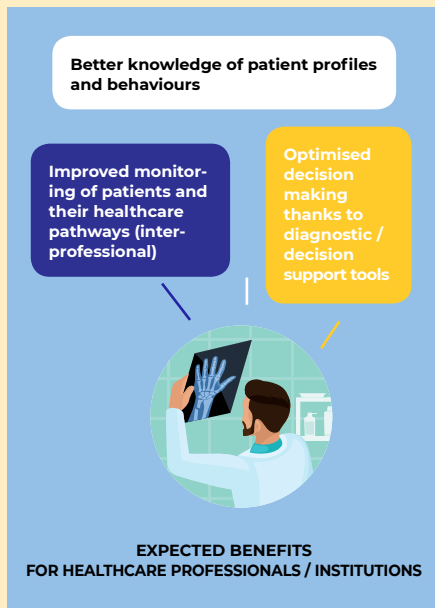 Better knowledge of patient profiles
and behaviours
Improved monitor-
ing of patients and
their healthcare
pathways (inter-
professional)
Optimised
decision
making
thanks to
diagnostic /
decision
support tools
EXPECTED BENEFITS
FOR HEALTHCARE PROFESSIONALS / INSTITUTIONS